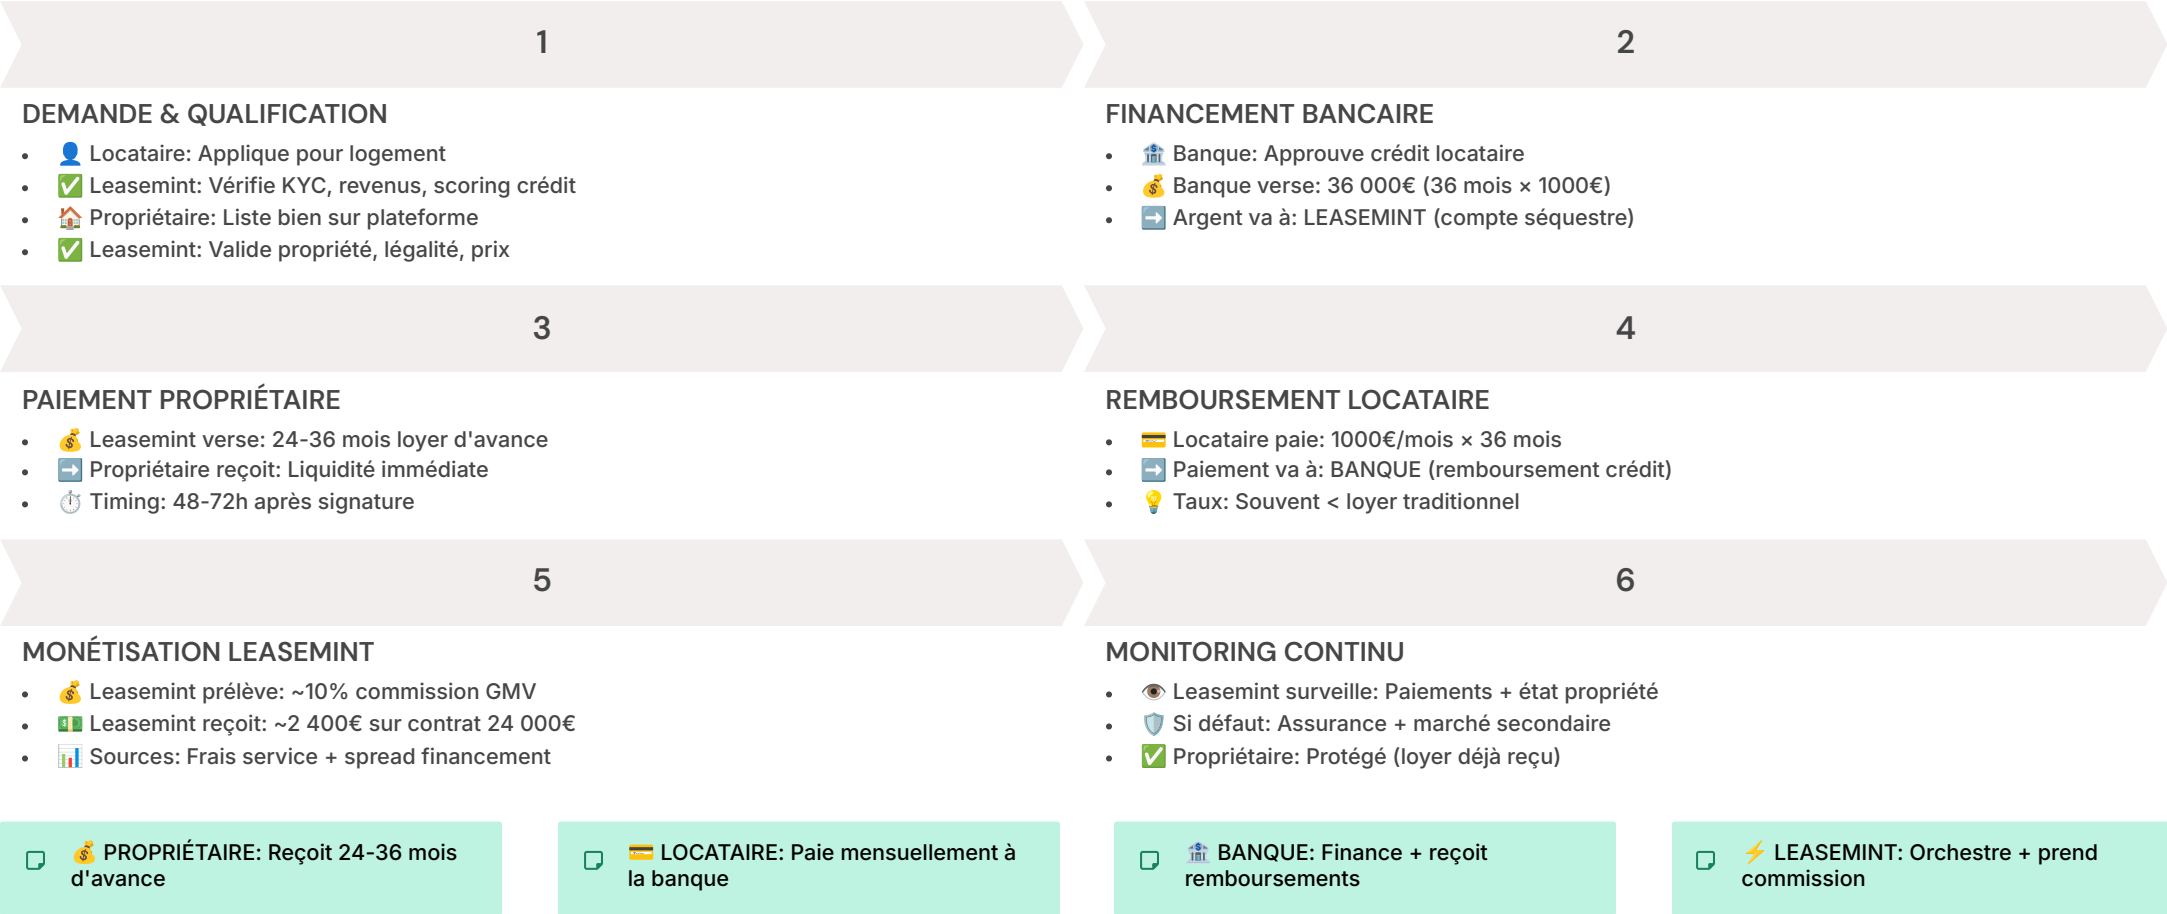 1
DEMANDE & QUALIFICATION
• 👤 Locataire: Applique pour logement
• ✅ Leasemint: Vérifie KYC, revenus, scoring crédit
• 🏠 Propriétaire: Liste bien sur plateforme
• ✅ Leasemint: Valide propriété, légalité, prix
2
FINANCEMENT BANCAIRE
• 🏦 Banque: Approuve crédit locataire
• 💰 Banque verse: 36 000€ (36 mois × 1000€)
• ➡️ Argent va à: LEASEMINT (compte séquestre)
3
PAIEMENT PROPRIÉTAIRE
• 💰 Leasemint verse: 24-36 mois loyer d'avance
• ➡️ Propriétaire reçoit: Liquidité immédiate
• ⏱️ Timing: 48-72h après signature
4
REMBOURSEMENT LOCATAIRE
• 💳 Locataire paie: 1000€/mois × 36 mois
• ➡️ Paiement va à: BANQUE (remboursement crédit)
• 💡 Taux: Souvent < loyer traditionnel
5
MONÉTISATION LEASEMINT
• 💰 Leasemint prélève: ~10% commission GMV
• 💵 Leasemint reçoit: ~2 400€ sur contrat 24 000€
• 📊 Sources: Frais service + spread financement
6
MONITORING CONTINU
• 👁️ Leasemint surveille: Paiements + état propriété
• 🛡️ Si défaut: Assurance + marché secondaire
• ✅ Propriétaire: Protégé (loyer déjà reçu)
💰 PROPRIÉTAIRE: Reçoit 24-36 mois
d'avance
💳 LOCATAIRE: Paie mensuellement à
la banque
🏦 BANQUE: Finance + reçoit
remboursements
⚡ LEASEMINT: Orchestre + prend
commission